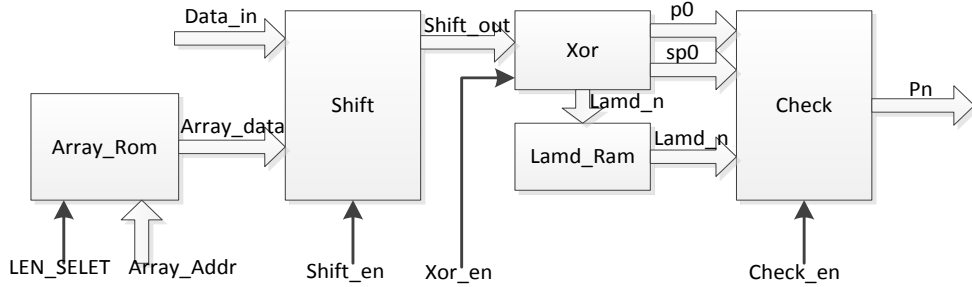 Data_in
Shift_out
p0
sp0
Xor
Shift
Check
Pn
Array_data
Array_Rom
Lamd_n
Lamd_Ram
Lamd_n
LEN_SELET
Array_Addr
Shift_en
Xor_en
Check_en